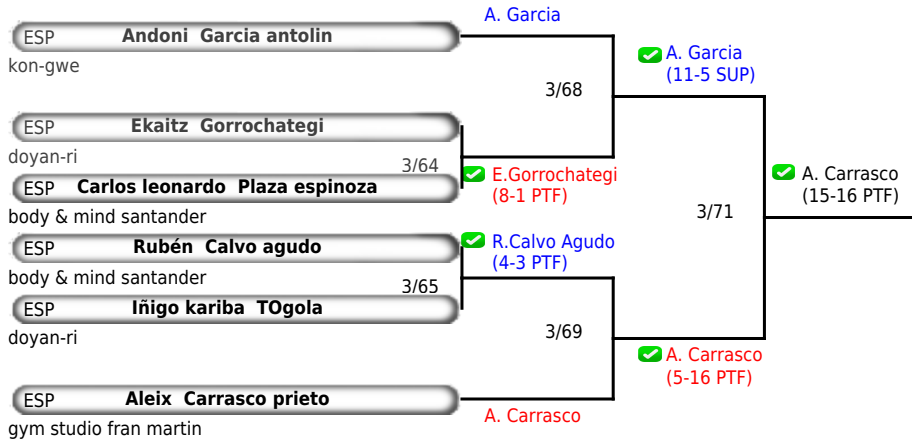 A. Garcia
ESP Andoni Garcia antolin
kon-gwe
A. Garcia
(11-5 SUP)
3/68
ESP Ekaitz Gorrochategi
doyan-ri
3/64
E.Gorrochategi
(8-1 PTF)
ESP Carlos leonardo Plaza espinoza
body & mind santander
A. Carrasco
(15-16 PTF)
3/71
ESP Rubén Calvo agudo
body & mind santander
R.Calvo Agudo
(4-3 PTF)
3/65
ESP Iñigo kariba TOgola
doyan-ri
3/69
A. Carrasco
(5-16 PTF)
ESP Aleix Carrasco prieto
gym studio fran martin
A. Carrasco